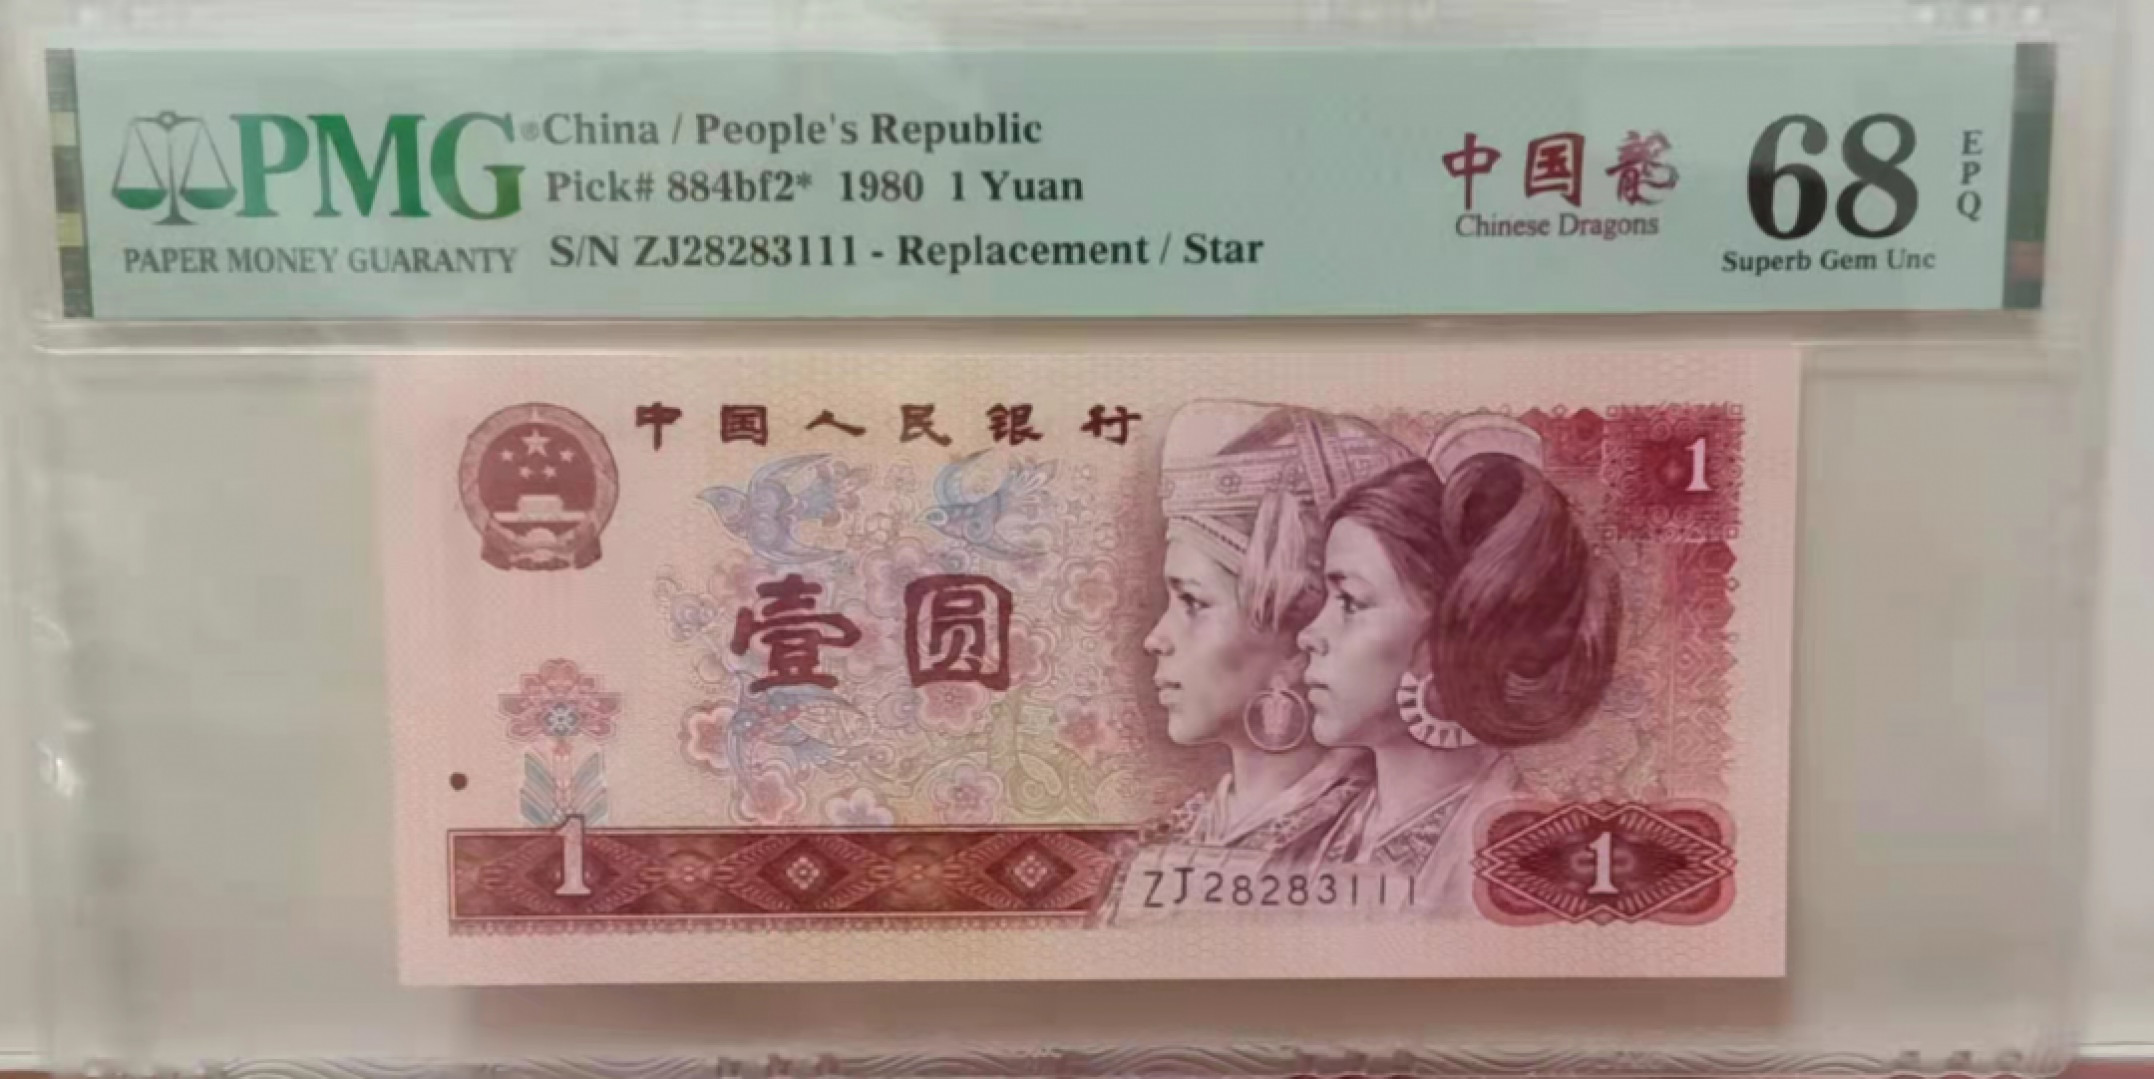 PMG®
PAPER MONEY GUARANTY
China / People's Republic
Pick# 884bf2* 1980 1 Yuan
S/N ZJ28283111 - Replacement / Star
中国龍
Chinese Dragons
68
EPQ
Superb Gem Unc
中国人民银行
1
壹圆
1
ZJ28283111
1